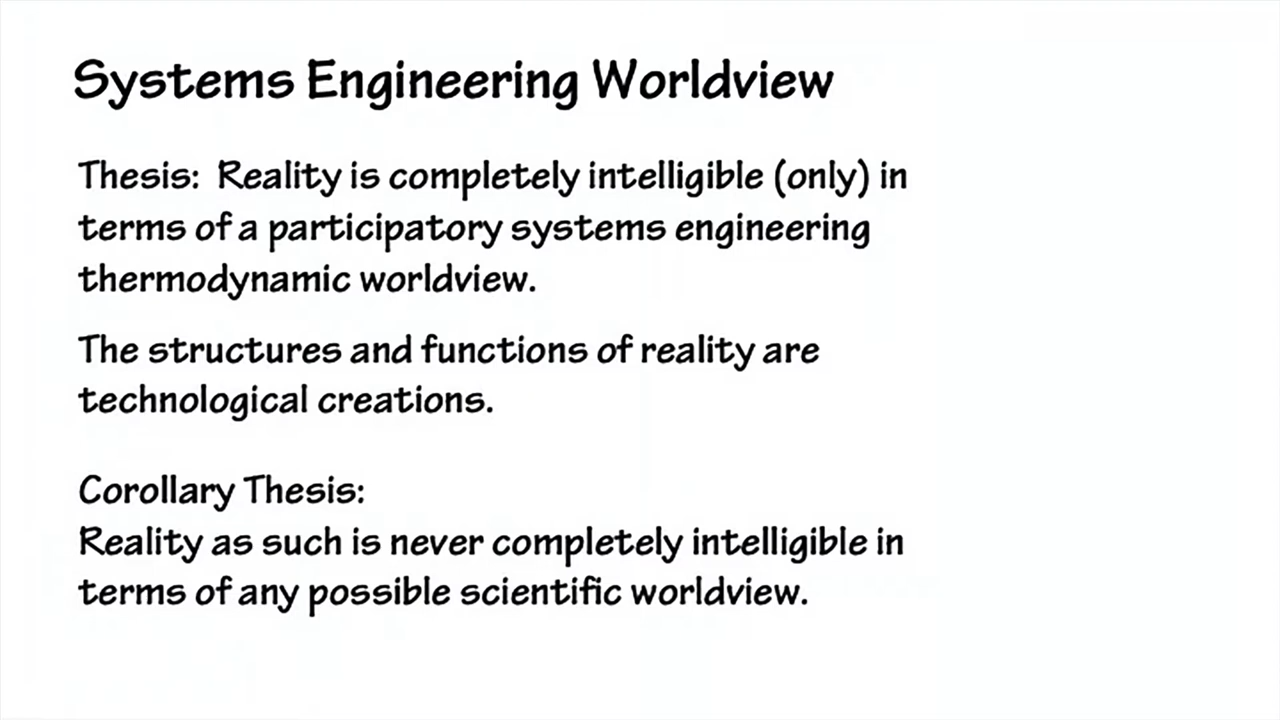 Systems Engineering Worldview
Thesis: Reality is completely intelligible (only) in
terms of a participatory systems engineering
thermodynamic worldview.
The structures and functions of reality are
technological creations.
Corollary Thesis:
Reality as such is never completely intelligible in
terms of any possible scientific worldview.